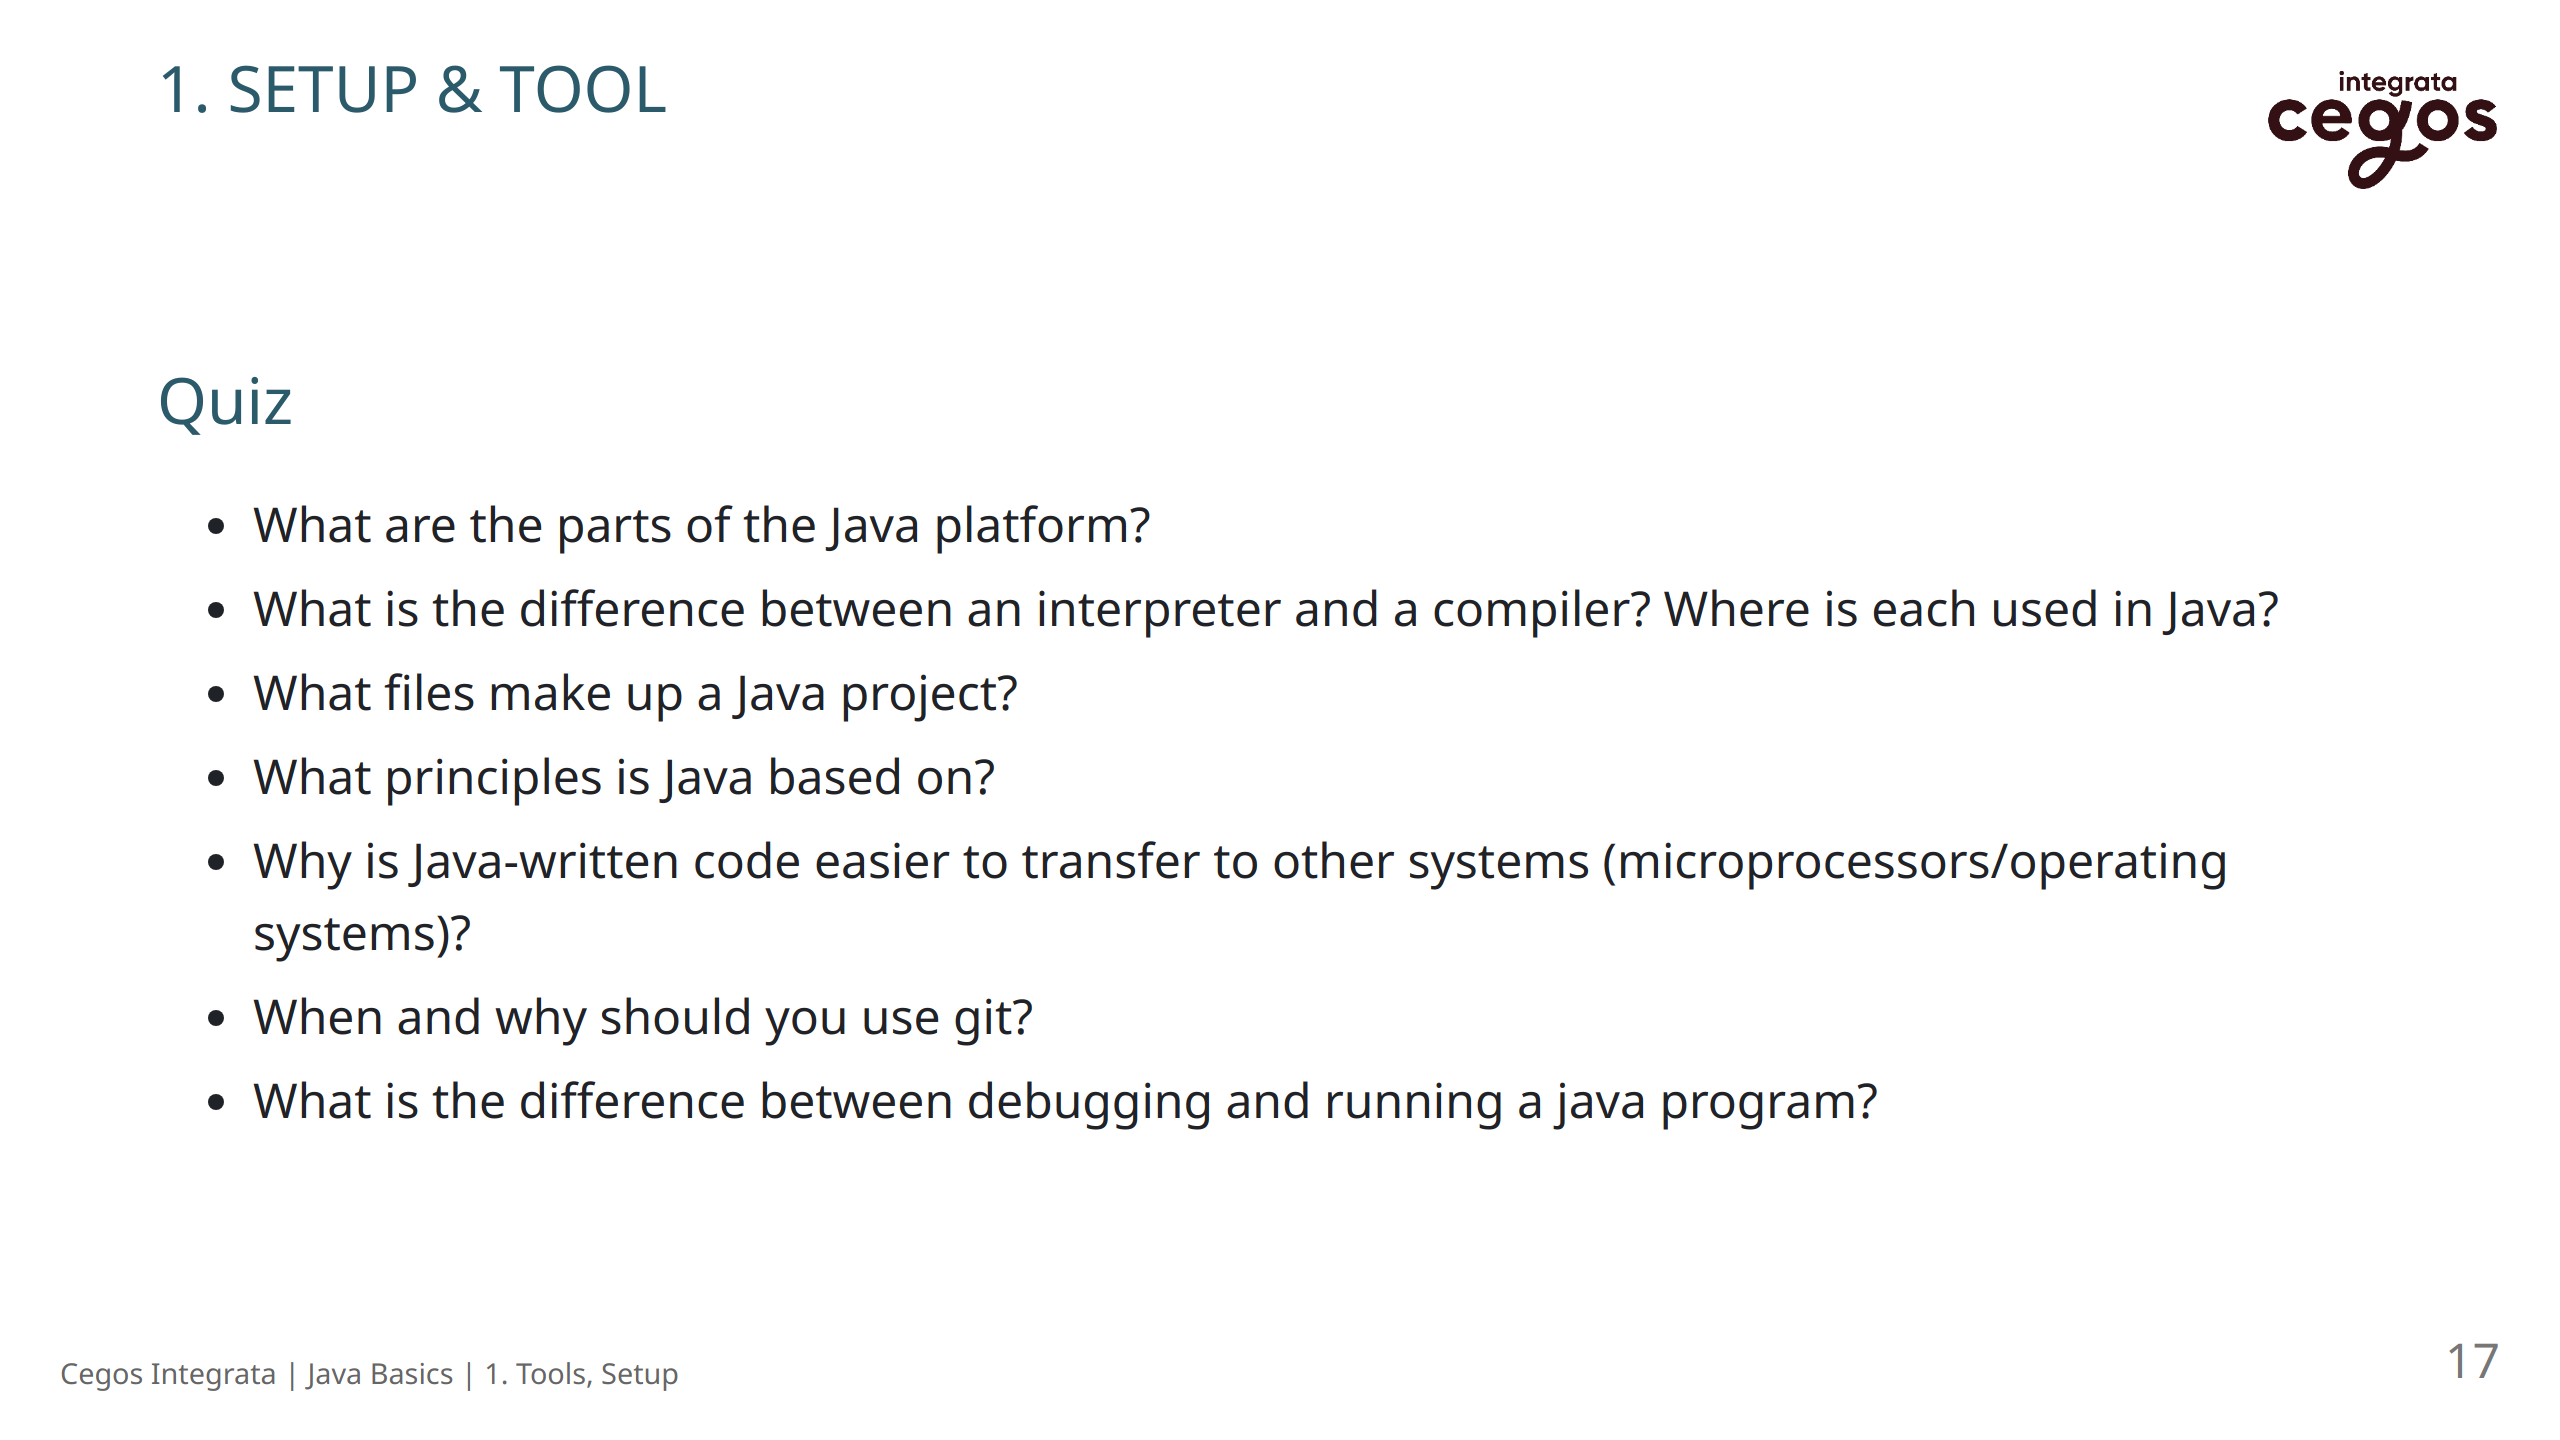 1. SETUP & TOOL
integrata
cegos
Quiz
• What are the parts of the Java platform?
• What is the difference between an interpreter and a compiler? Where is each used in Java?
• What files make up a Java project?
• What principles is Java based on?
• Why is Java-written code easier to transfer to other systems (microprocessors/operating
systems)?
• When and why should you use git?
• What is the difference between debugging and running a java program?
Cegos Integrata | Java Basics | 1. Tools, Setup
17